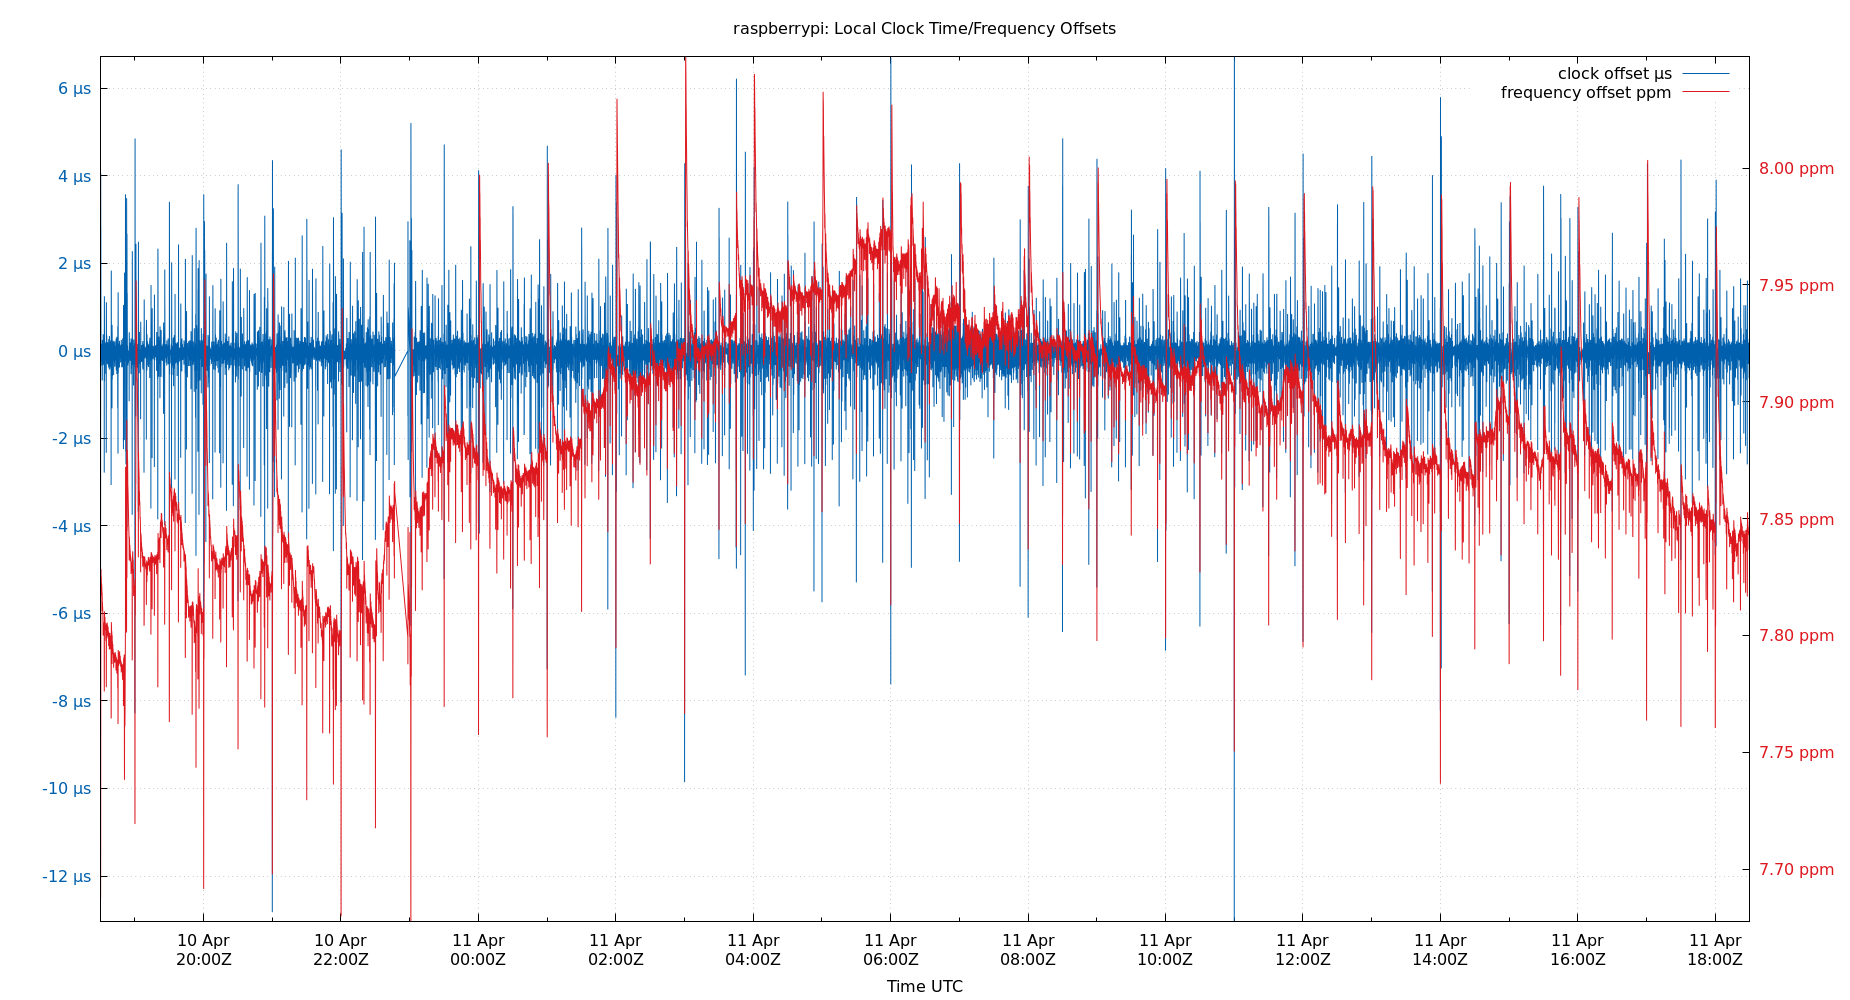 raspberrypi: Local Clock Time/Frequency Offsets
clock offset µs
frequency offset ppm
6 µs
4 µs
2 µs
0 µs
-2 µs
-4 µs
-6 µs
-8 µs
-10 µs
-12 µs
8.00 ppm
7.95 ppm
7.90 ppm
7.85 ppm
7.80 ppm
7.75 ppm
7.70 ppm
10 Apr
20:00Z
10 Apr
22:00Z
11 Apr
00:00Z
11 Apr
02:00Z
11 Apr
04:00Z
11 Apr
06:00Z
11 Apr
08:00Z
11 Apr
10:00Z
11 Apr
12:00Z
11 Apr
14:00Z
11 Apr
16:00Z
11 Apr
18:00Z
Time UTC